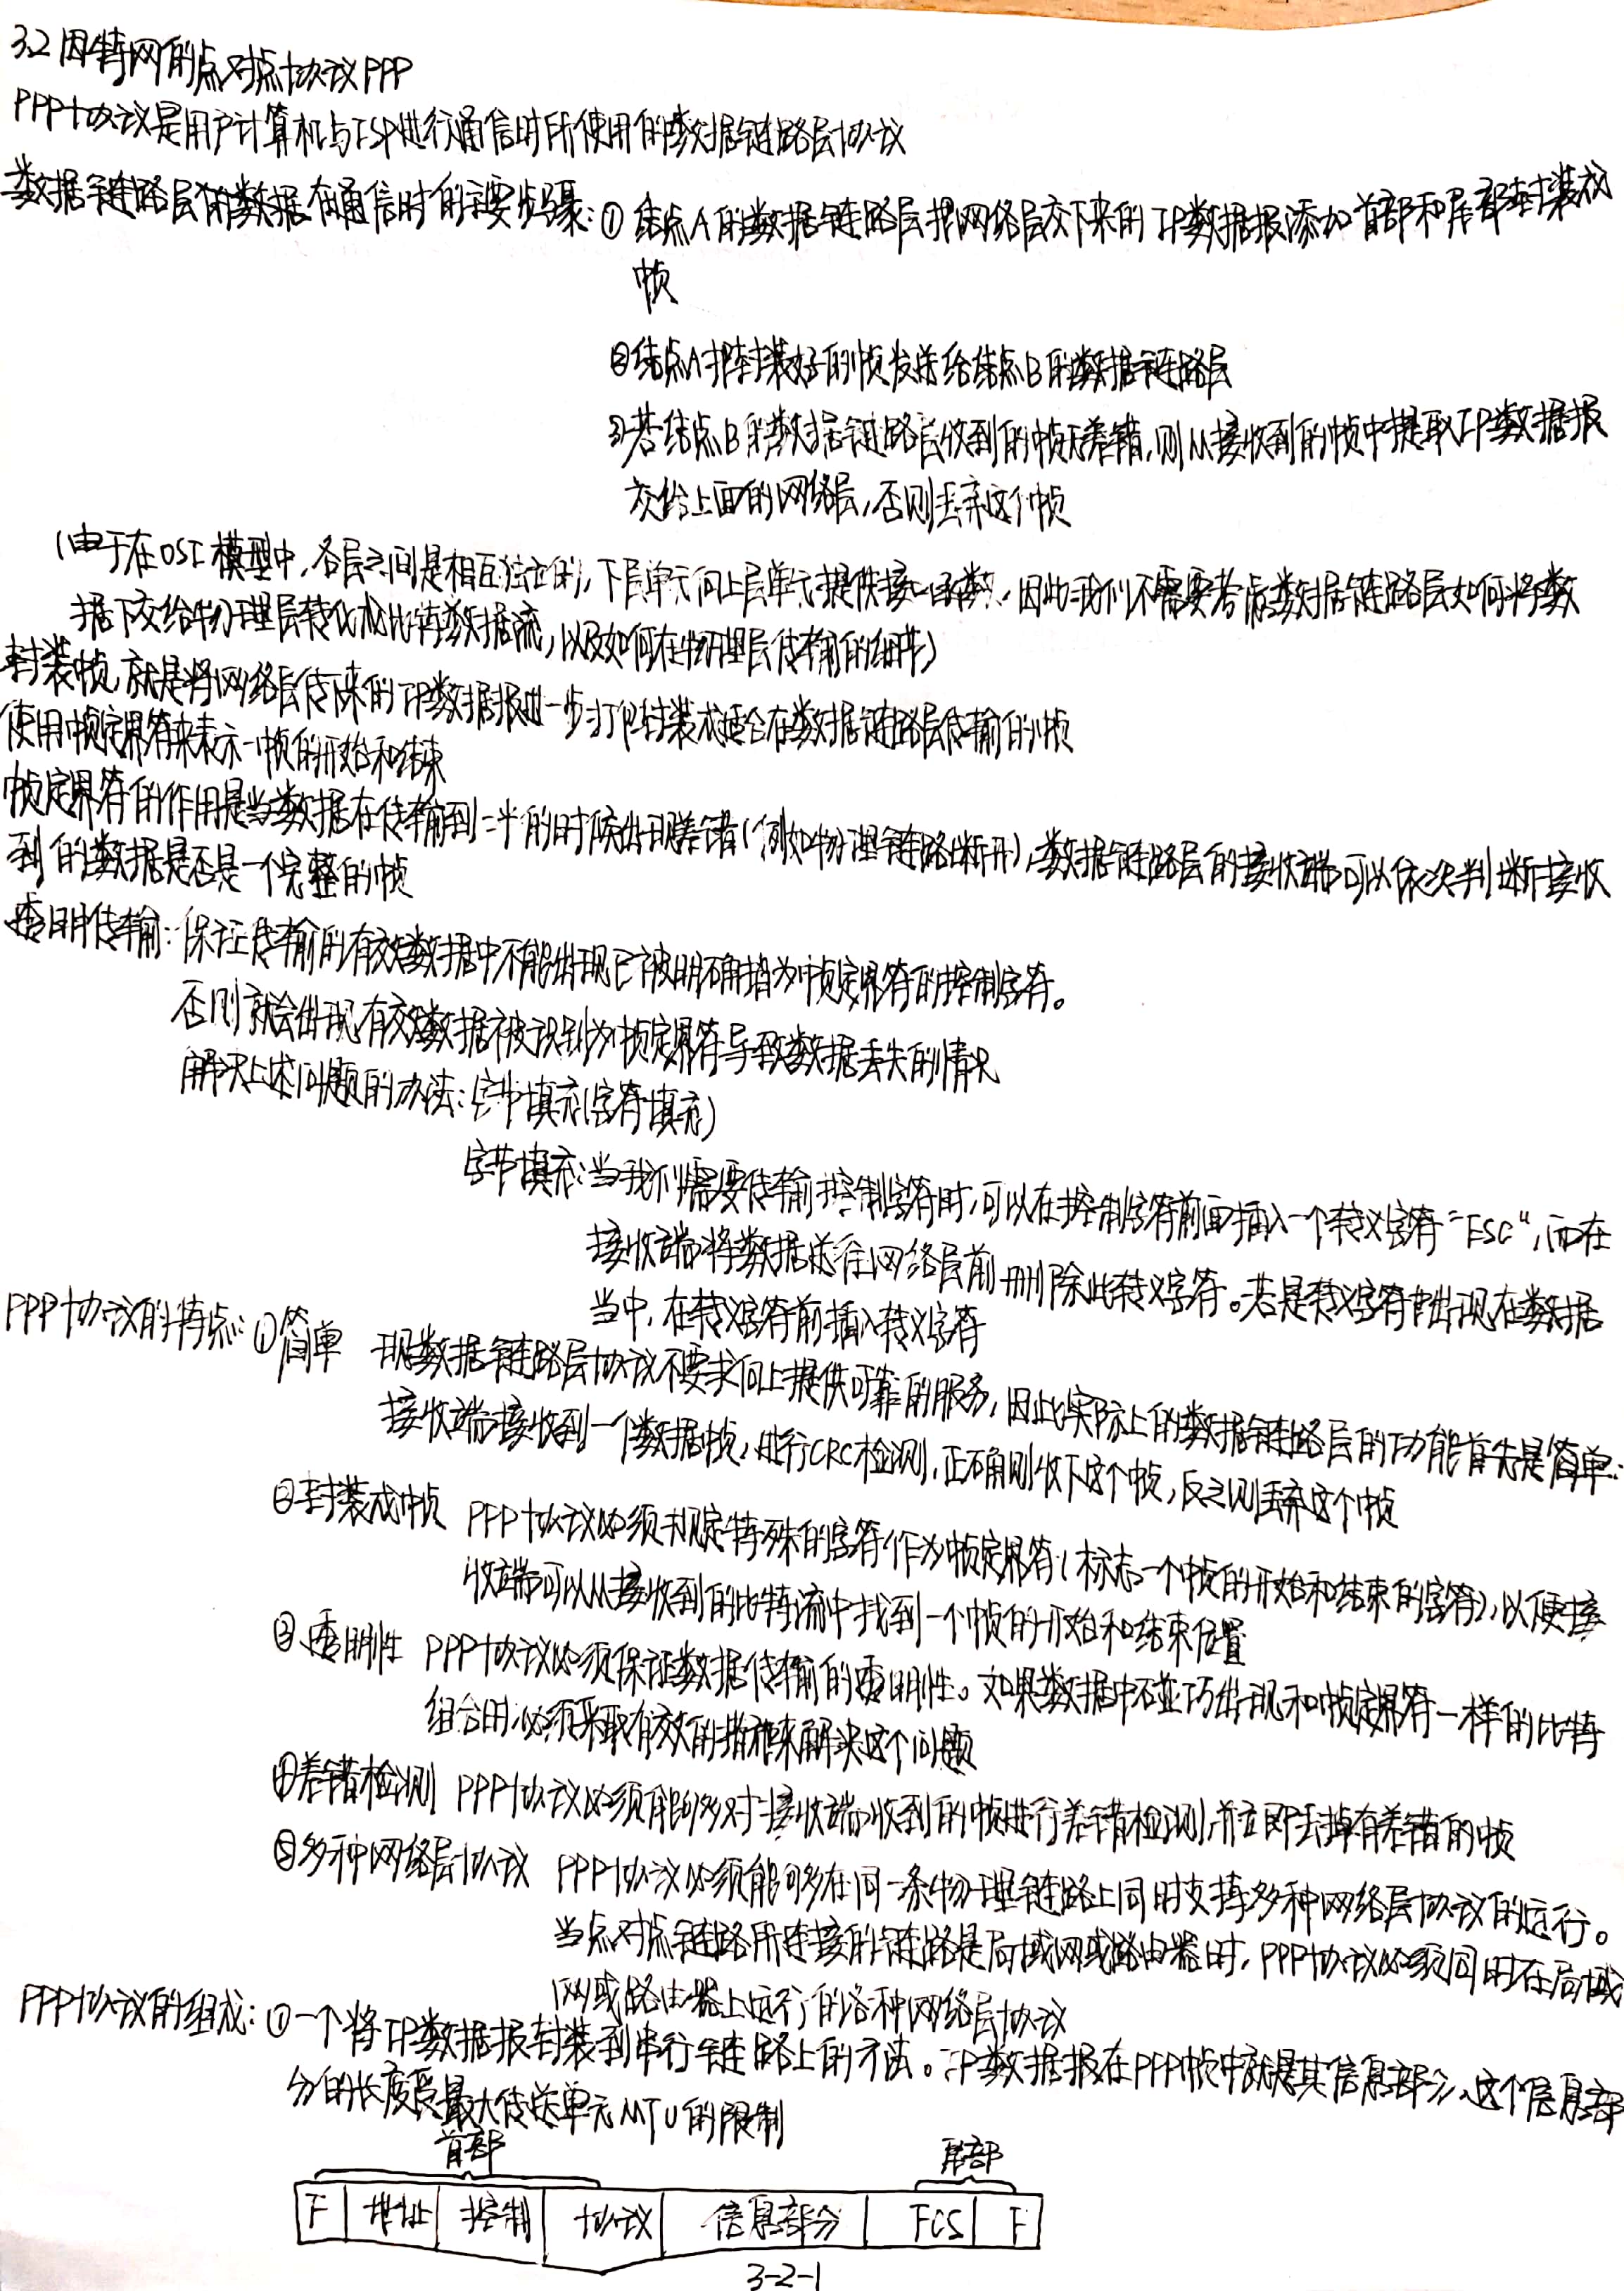 3.2 因特网的点对点协议PPP
PPP协议是用户计算机与ISP进行通信时所使用的数据链路层协议
数据链路层的数据在通信时的主要步骤:① 结点A的数据链路层把网络层交下来的IP数据报添加首部和尾部封装成
帧
②结点A把封装好的帧发送给结点B的数据链路层
③若结点B的数据链路层收到的帧无差错,则从接收到的帧中提取IP数据报
交给上面的网络层,否则丢弃这个帧
(由于在OSI模型中,各层之间是相互独立的,下层单元向上层单元提供接口函数,因此我们不需要考虑数据链路层如何将数
据下交给物理层转化成比特数据流,以及如何在物理层传输的细节)
封装帧,就是将网络层传下来的IP数据报进一步打包封装成适合在数据链路层传输的帧
使用帧定界符来表示一帧的开始和结束
帧定界符的作用是当数据在传输到一半的时候出现差错(例如物理链路断开),数据链路层的接收端可以依次判断接收
到的数据是否是一个完整的帧
透明传输:保证传输的有效数据中不能出现已被明确指为帧定界符的控制字符。
否则就会出现有效数据被识别为帧定界符导致数据丢失的情况
解决上述问题的办法:字节填充(字符填充)
字节填充:当我们需要传输控制字符时,可以在控制字符前面插入一个转义字符“ESC”,而在
接收端将数据送往网络层前删除此转义字符。若是转义字符中出现在数据
当中,在转义字符前插入转义字符
PPP协议的特点:①简单 现数据链路层协议不要求向上提供可靠的服务,因此实际上的数据链路层的功能首先是简单:
接收端接收到一个数据帧,进行CRC检测,正确则收下这个帧,反之则丢弃这个帧
②封装成帧 PPP协议必须规定特殊的字符作为帧定界符(标志一个帧的开始和结束的字符),以便接
收端可以从接收到的比特流中找到一个帧的开始和结束位置
③透明性 PPP协议必须保证数据传输的透明性。如果数据中不碰巧出现和帧定界符一样的比特
组合时,必须采取有效的措施来解决这个问题
④差错检测 PPP协议必须能够对接收端收到的帧进行差错检测,并立即丢掉有差错的帧
⑤多种网络层协议 PPP协议必须能够在同一条物理链路上同时支持多种网络层协议的运行。
当点对点链路所连接的链路是局域网或路由器时,PPP协议必须同时在局域
网或路由器上运行的各种网络层协议
PPP协议的组成:①一个将IP数据报封装到串行链路上的方法。IP数据报在PPP帧中就是其信息部分,这个信息部
分的长度受最大传送单元MTU的限制
首部 尾部
F 地址 控制 协议 信息部分 FCS F
3-2-1